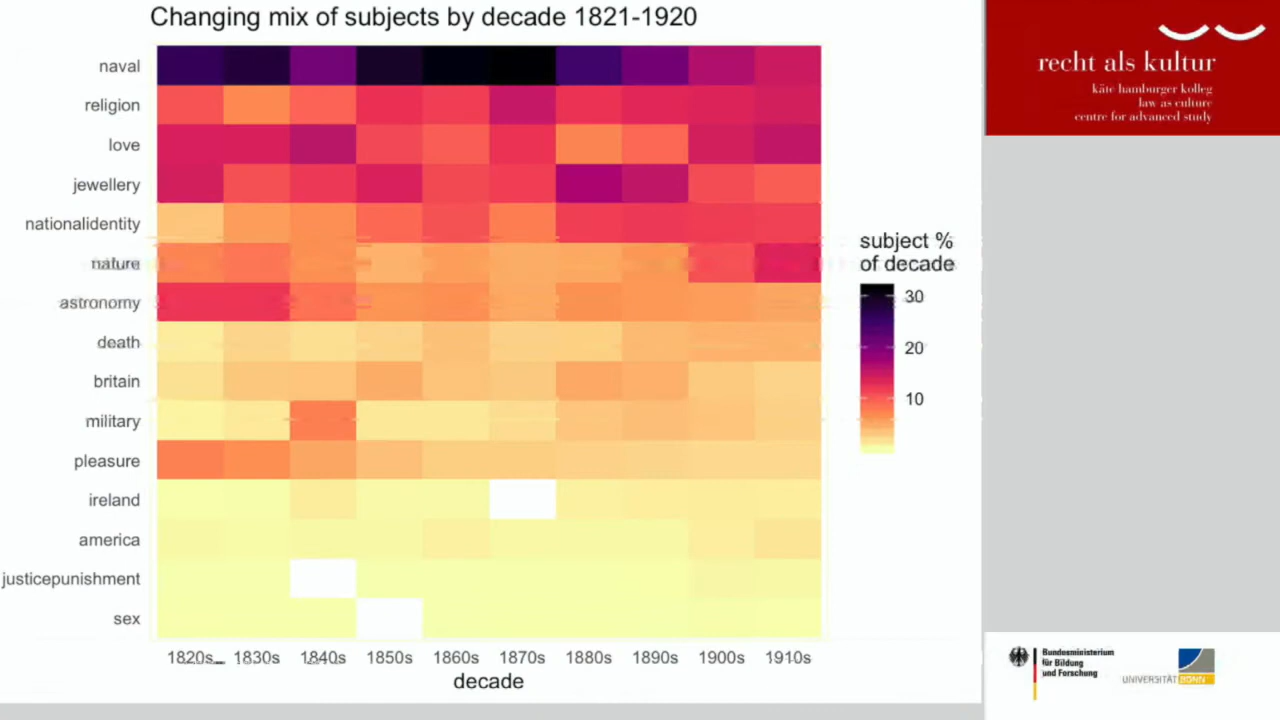 Changing mix of subjects by decade 1821-1920
naval
religion
love
jewellery
nationalidentity
nature
astronomy
death
britain
military
pleasure
ireland
america
justicepunishment
sex
1820s 1830s 1840s 1850s 1860s 1870s 1880s 1890s 1900s 1910s
decade
subject %
of decade
30
20
10
recht als kultur
käte hamburger kolleg
law as culture
centre for advanced study
Bundesministerium
für Bildung
und Forschung
UNIVERSITÄT BONN